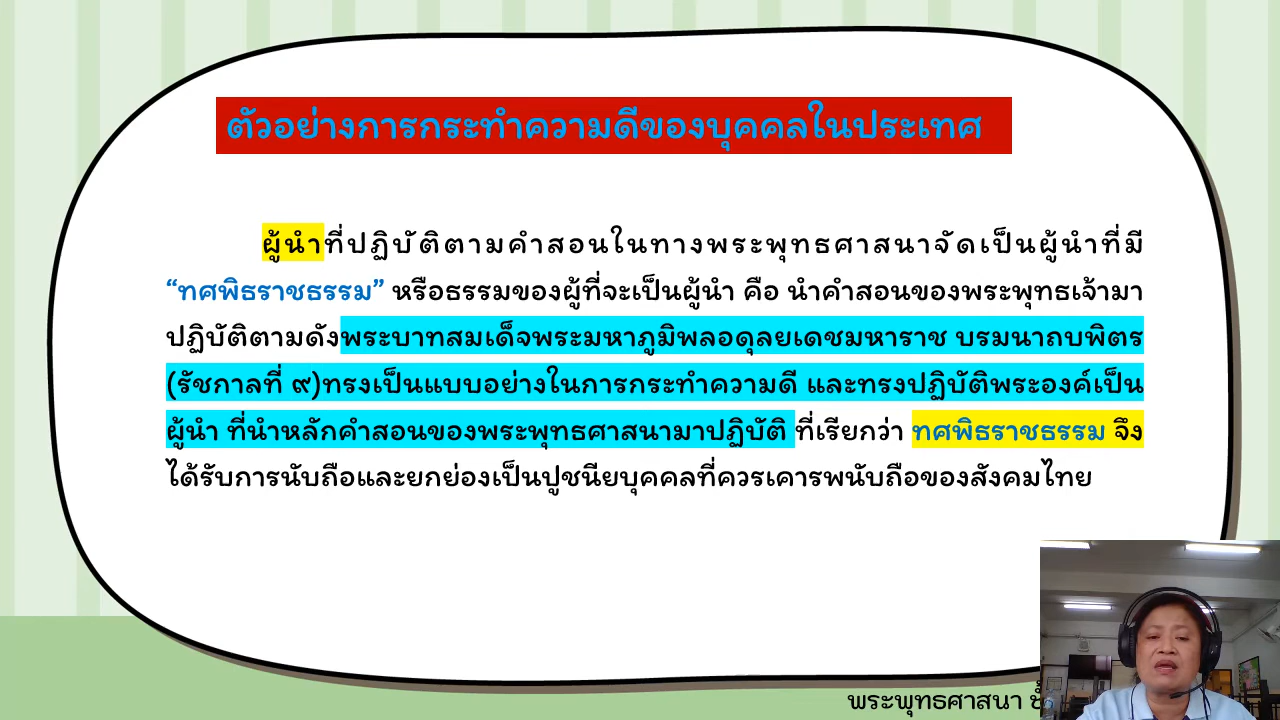 ตัวอย่างการกระทำความดีของบุคคลในประเทศ
ผู้นำที่ปฏิบัติตามคำสอนในทางพระพุทธศาสนาจัดเป็นผู้นำที่มี
“ทศพิธราชธรรม” หรือธรรมของผู้ที่จะเป็นผู้นำ คือ นำคำสอนของพระพุทธเจ้ามา
ปฏิบัติตามดังพระบาทสมเด็จพระมหาภูมิพลอดุลยเดชมหาราช บรมนาถบพิตร
(รัชกาลที่ ๙)ทรงเป็นแบบอย่างในการกระทำความดี และทรงปฏิบัติพระองค์เป็น
ผู้นำ ที่นำหลักคำสอนของพระพุทธศาสนามาปฏิบัติ ที่เรียกว่า ทศพิธราชธรรม จึง
ได้รับการนับถือและยกย่องเป็นปูชนียบุคคลที่ควรเคารพนับถือของสังคมไทย
พระพุทธศาสนา